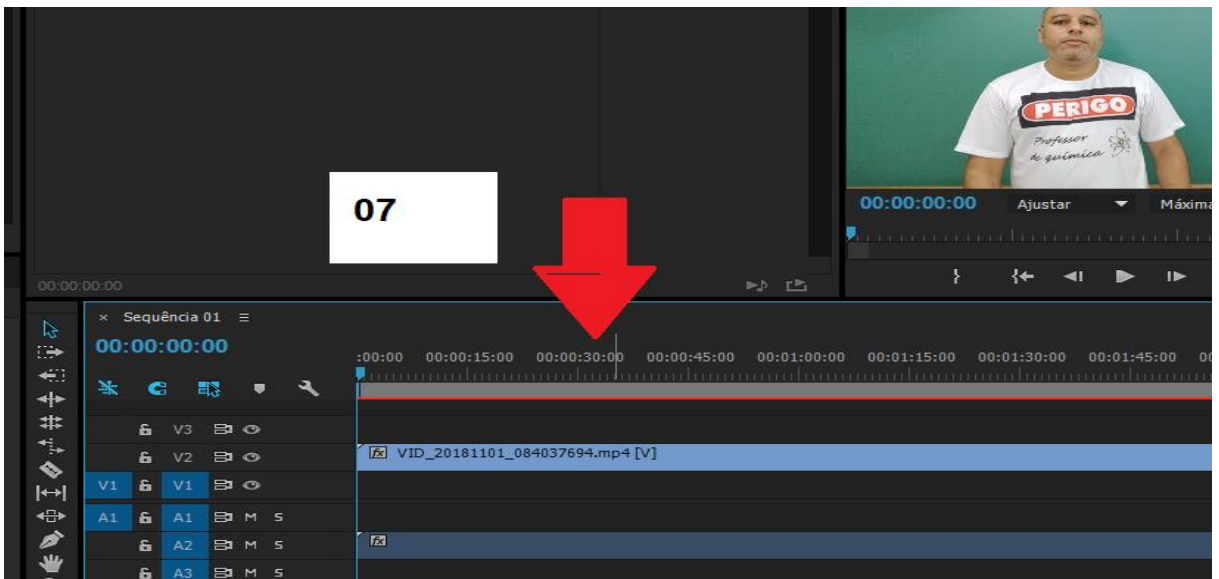 PERIGO
Professor
de química
07
00:00:00:00 Ajustar Máxima
00:00:00:00
× Sequência 01
00:00:00:00
:00:00 00:00:15:00 00:00:30:00 00:00:45:00 00:01:00:00 00:01:15:00 00:01:30:00 00:01:45:00 00
V3
fx VID_20181101_084037694.mp4 [V]
V2
V1 V1
A1 A1 M S
fx
A2 M S
A3 M S